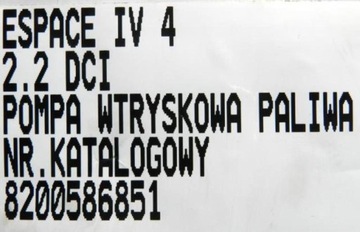 ESPACE IV 4
2.2 DCI
POMPA WTRYSKOWA PALIWA
NR.KATALOGOWY
8200586851